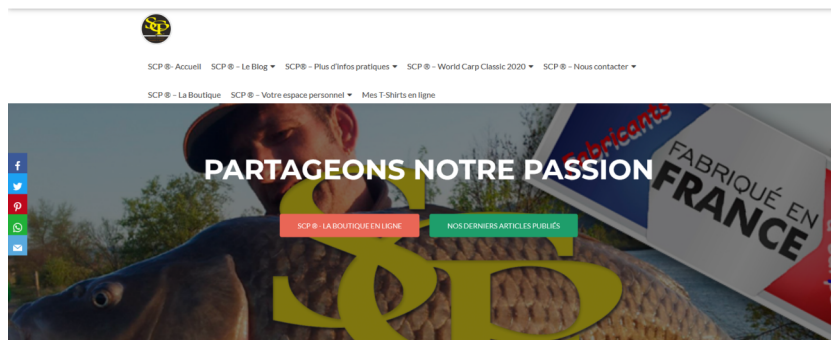 SCP
SCP ®- Accueil SCP ® – Le Blog SCP® – Plus d'Infos pratiques SCP ® – World Carp Classic 2020 SCP ® – Nous contacter
SCP ® – La Boutique SCP ® – Votre espace personnel Mes T-Shirts en ligne
Fabricants
PARTAGEONS NOTRE PASSION
FABRIQUÉ EN
FRANCE
SCP ® - LA BOUTIQUE EN LIGNE NOS DERNIERS ARTICLES PUBLIÉS
SCP